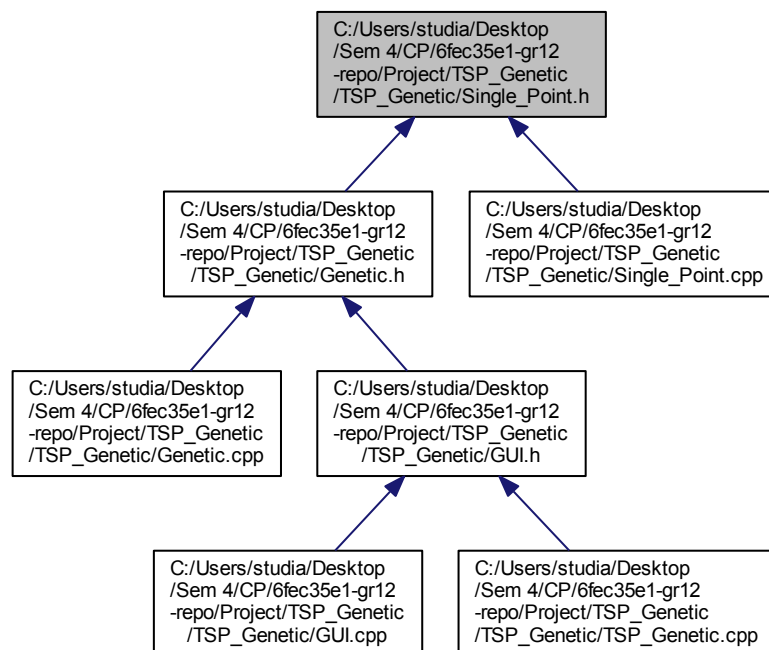 C:/Users/studia/Desktop
/Sem 4/CP/6fec35e1-gr12
-repo/Project/TSP_Genetic
/TSP_Genetic/Single_Point.h
C:/Users/studia/Desktop
/Sem 4/CP/6fec35e1-gr12
-repo/Project/TSP_Genetic
/TSP_Genetic/Genetic.h
C:/Users/studia/Desktop
/Sem 4/CP/6fec35e1-gr12
-repo/Project/TSP_Genetic
/TSP_Genetic/Single_Point.cpp
C:/Users/studia/Desktop
/Sem 4/CP/6fec35e1-gr12
-repo/Project/TSP_Genetic
/TSP_Genetic/Genetic.cpp
C:/Users/studia/Desktop
/Sem 4/CP/6fec35e1-gr12
-repo/Project/TSP_Genetic
/TSP_Genetic/GUI.h
C:/Users/studia/Desktop
/Sem 4/CP/6fec35e1-gr12
-repo/Project/TSP_Genetic
/TSP_Genetic/GUI.cpp
C:/Users/studia/Desktop
/Sem 4/CP/6fec35e1-gr12
-repo/Project/TSP_Genetic
/TSP_Genetic/TSP_Genetic.cpp